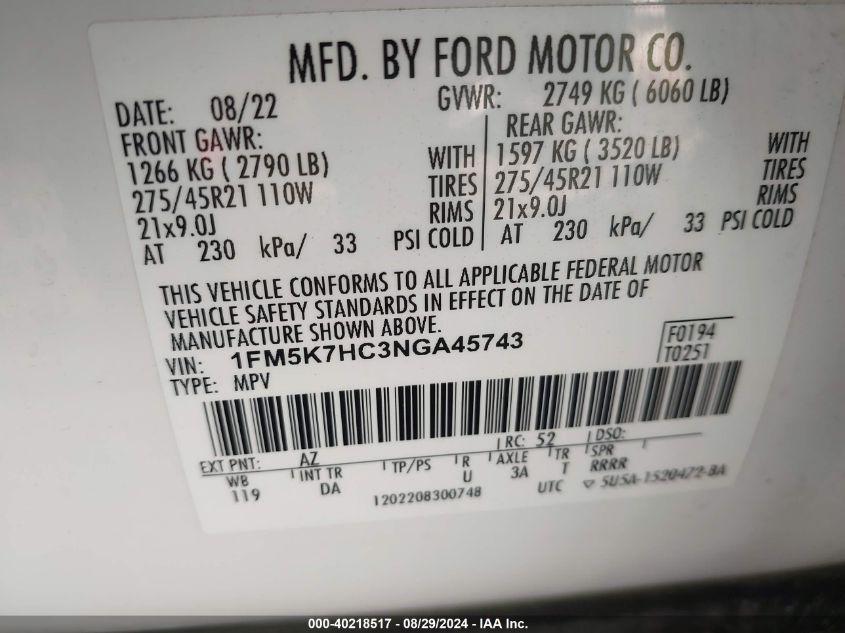 MFD. BY FORD MOTOR CO.
DATE: 08/22 GVWR: 2749 KG ( 6060 LB)
FRONT GAWR: REAR GAWR:
1266 KG ( 2790 LB) WITH 1597 KG ( 3520 LB) WITH
275/45R21 110W TIRES 275/45R21 110W TIRES
21x9.0J RIMS 21x9.0J RIMS
AT 230 kPa/ 33 PSI COLD AT 230 kPa/ 33 PSI COLD
THIS VEHICLE CONFORMS TO ALL APPLICABLE FEDERAL MOTOR
VEHICLE SAFETY STANDARDS IN EFFECT ON THE DATE OF
MANUFACTURE SHOWN ABOVE.
VIN: 1FM5K7HC3NGA45743 F0194
TYPE: MPV T0251
EXT PNT: AZ RC: 52 DSO:
WB INT TR TP/PS R AXLE TR SPR
119 DA U 3A T RRRR
1202208300748 UTC 5U5A-1520472-BA
000-40218517 - 08/29/2024 - IAA Inc.